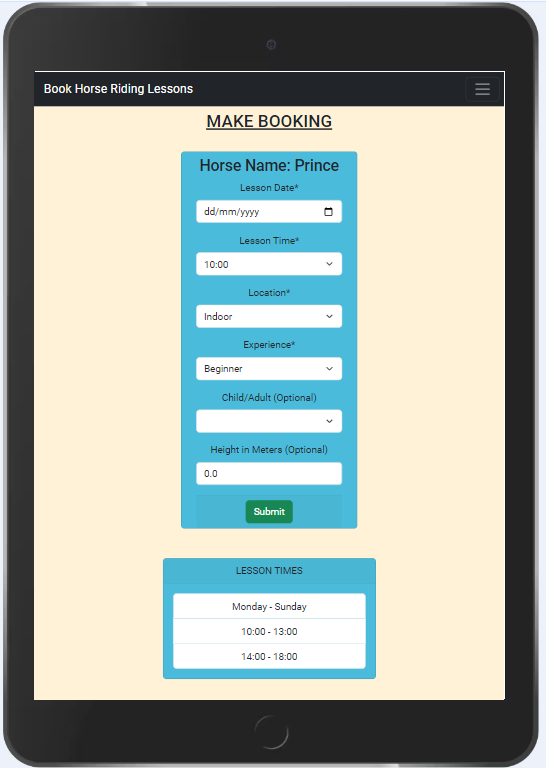 Book Horse Riding Lessons
MAKE BOOKING
Horse Name: Prince
Lesson Date*
dd/mm/yyyy
Lesson Time*
10:00
Location*
Indoor
Experience*
Beginner
Child/Adult (Optional)
Height in Meters (Optional)
0.0
Submit
LESSON TIMES
Monday - Sunday
10:00 - 13:00
14:00 - 18:00